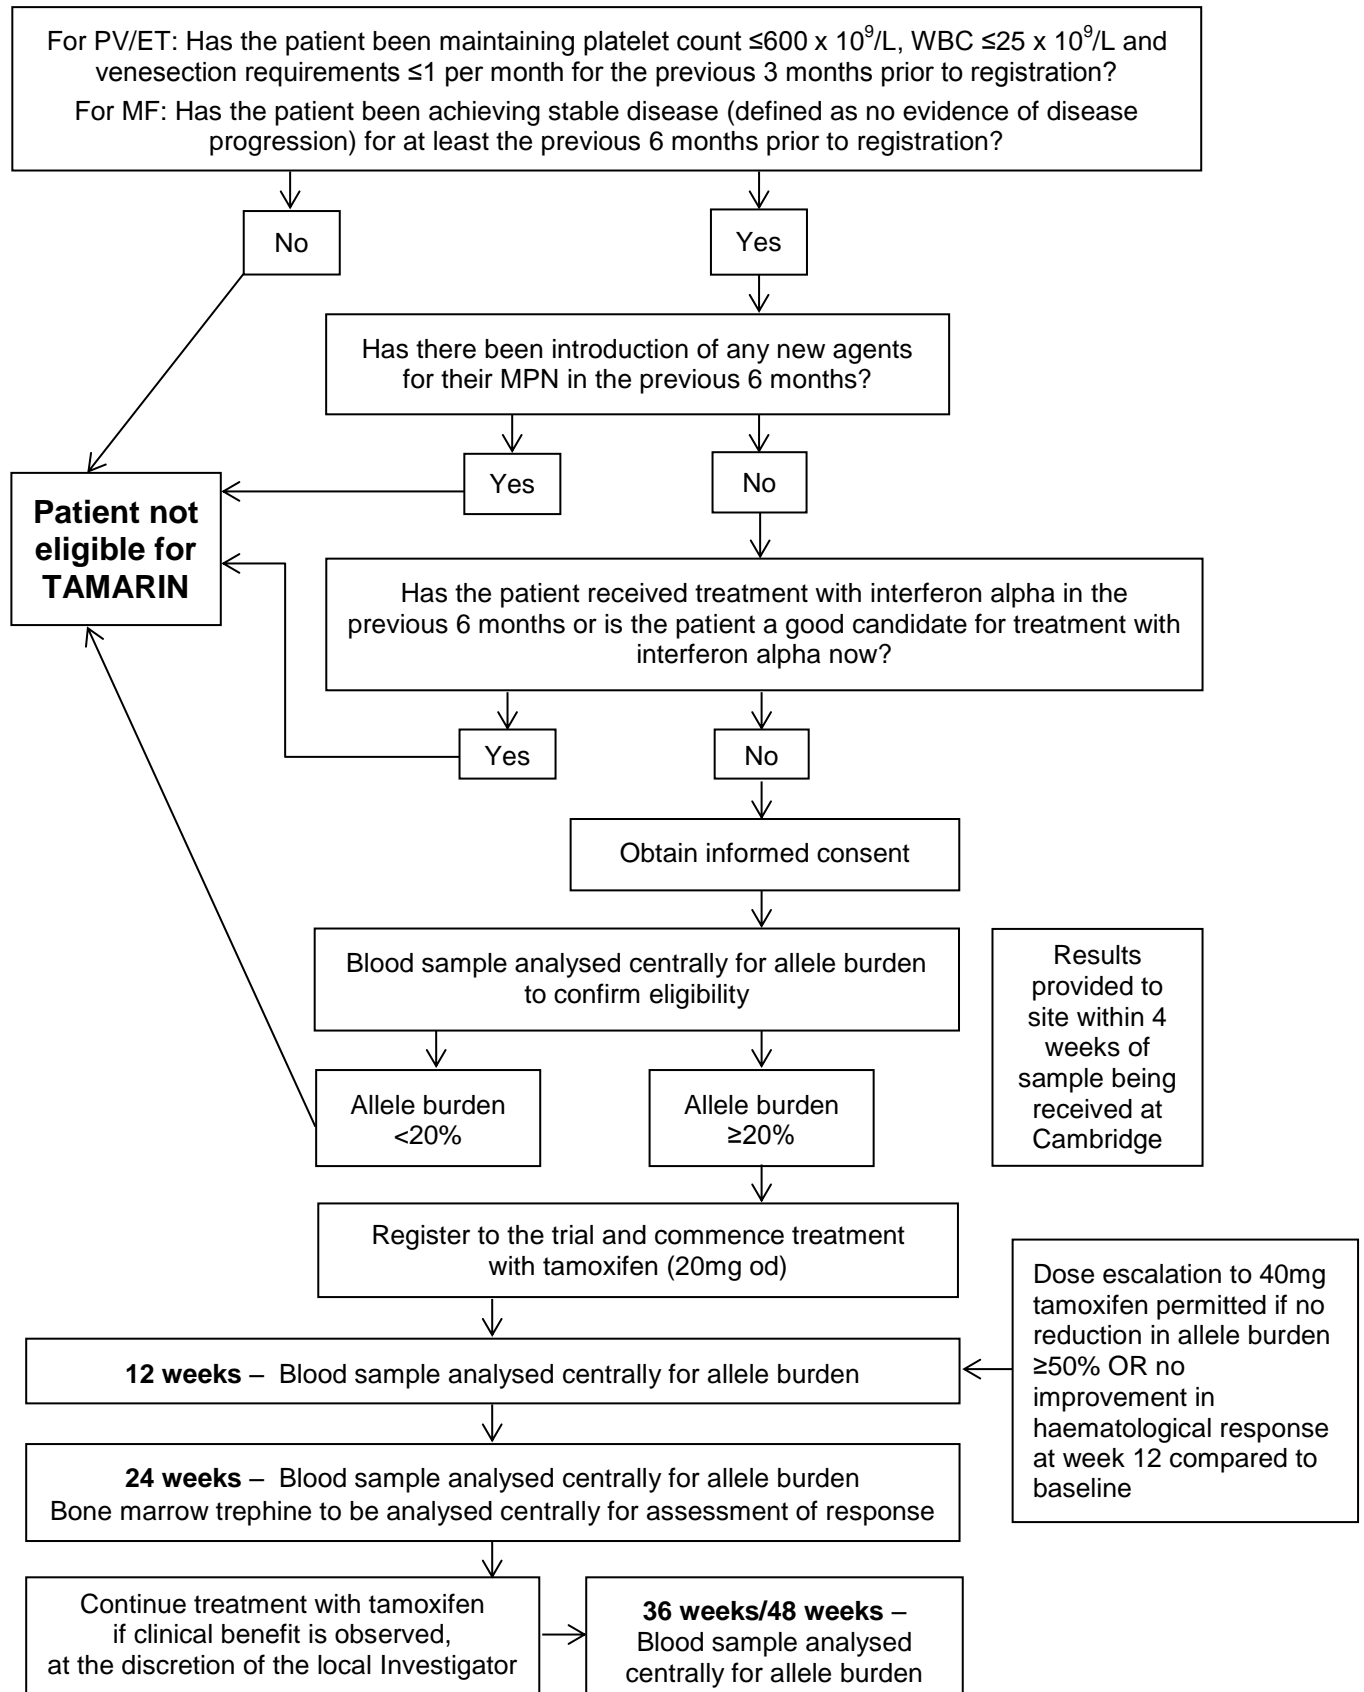 For PV/ET: Has the patient been maintaining platelet count ≤600 x 10⁹/L, WBC ≤25 x 10⁹/L and
venesection requirements ≤1 per month for the previous 3 months prior to registration?
For MF: Has the patient been achieving stable disease (defined as no evidence of disease
progression) for at least the previous 6 months prior to registration?
No
Yes
Has there been introduction of any new agents
for their MPN in the previous 6 months?
Yes
No
Patient not
eligible for
TAMARIN
Has the patient received treatment with interferon alpha in the
previous 6 months or is the patient a good candidate for treatment with
interferon alpha now?
Yes
No
Obtain informed consent
Blood sample analysed centrally for allele burden
to confirm eligibility
Results
provided to
site within 4
weeks of
sample being
received at
Cambridge
Allele burden
<20%
Allele burden
≥20%
Register to the trial and commence treatment
with tamoxifen (20mg od)
Dose escalation to 40mg
tamoxifen permitted if no
reduction in allele burden
≥50% OR no
improvement in
haematological response
at week 12 compared to
baseline
12 weeks – Blood sample analysed centrally for allele burden
24 weeks – Blood sample analysed centrally for allele burden
Bone marrow trephine to be analysed centrally for assessment of response
Continue treatment with tamoxifen
if clinical benefit is observed,
at the discretion of the local Investigator
36 weeks/48 weeks –
Blood sample analysed
centrally for allele burden